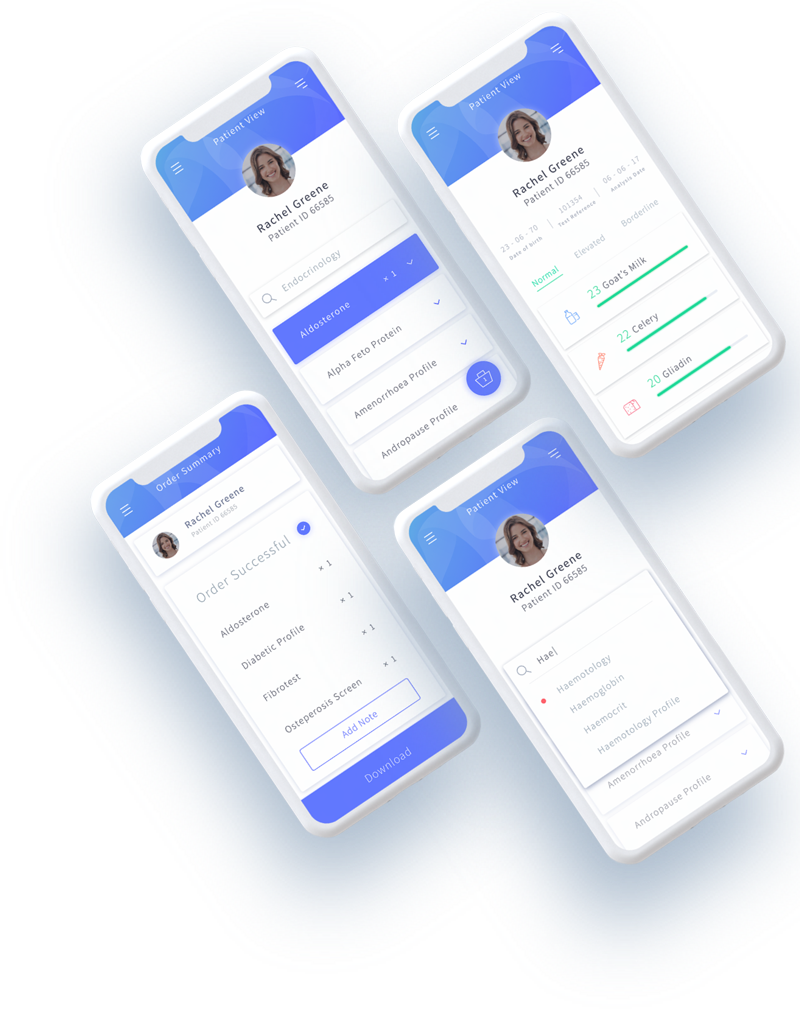 Patient View
Rachel Greene
Patient ID 66585
Endocrinology
Aldosterone
× 1
Alpha Feto Protein
Amenorrhoea Profile
Andropause Profile
Patient View
Rachel Greene
Patient ID 66585
23 - 06 - 70
Date of birth
101354
Test Reference
06 - 06 - 17
Analysis Date
Normal
Elevated
Borderline
23 Goat's Milk
22 Celery
20 Gliadin
Order Summary
Rachel Greene
Patient ID 66585
Order Successful
Aldosterone × 1
Diabetic Profile × 1
Fibrotest × 1
Osteperosis Screen × 1
Add Note
Download
Patient View
Rachel Greene
Patient ID 66585
Hae
Haemotology
Haemoglobin
Haemocrit
Haemotology Profile
Amenorrhoea Profile
Andropause Profile